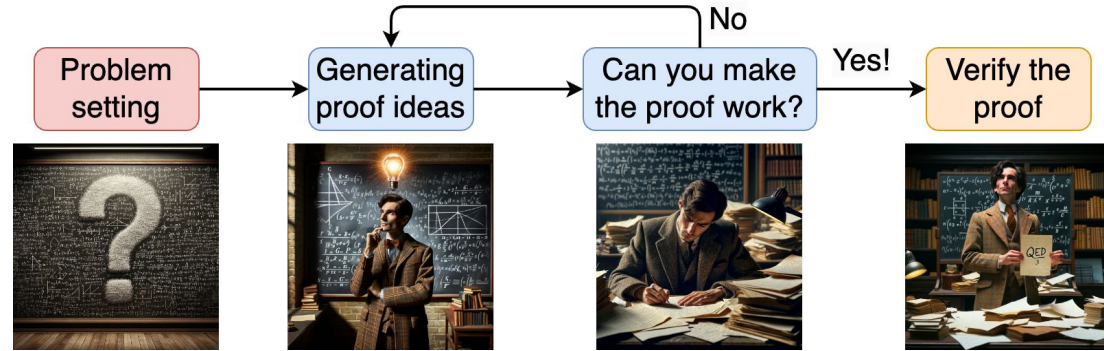 No
Problem
setting
Generating
proof ideas
Can you make
the proof work?
Yes!
Verify the
proof
QED